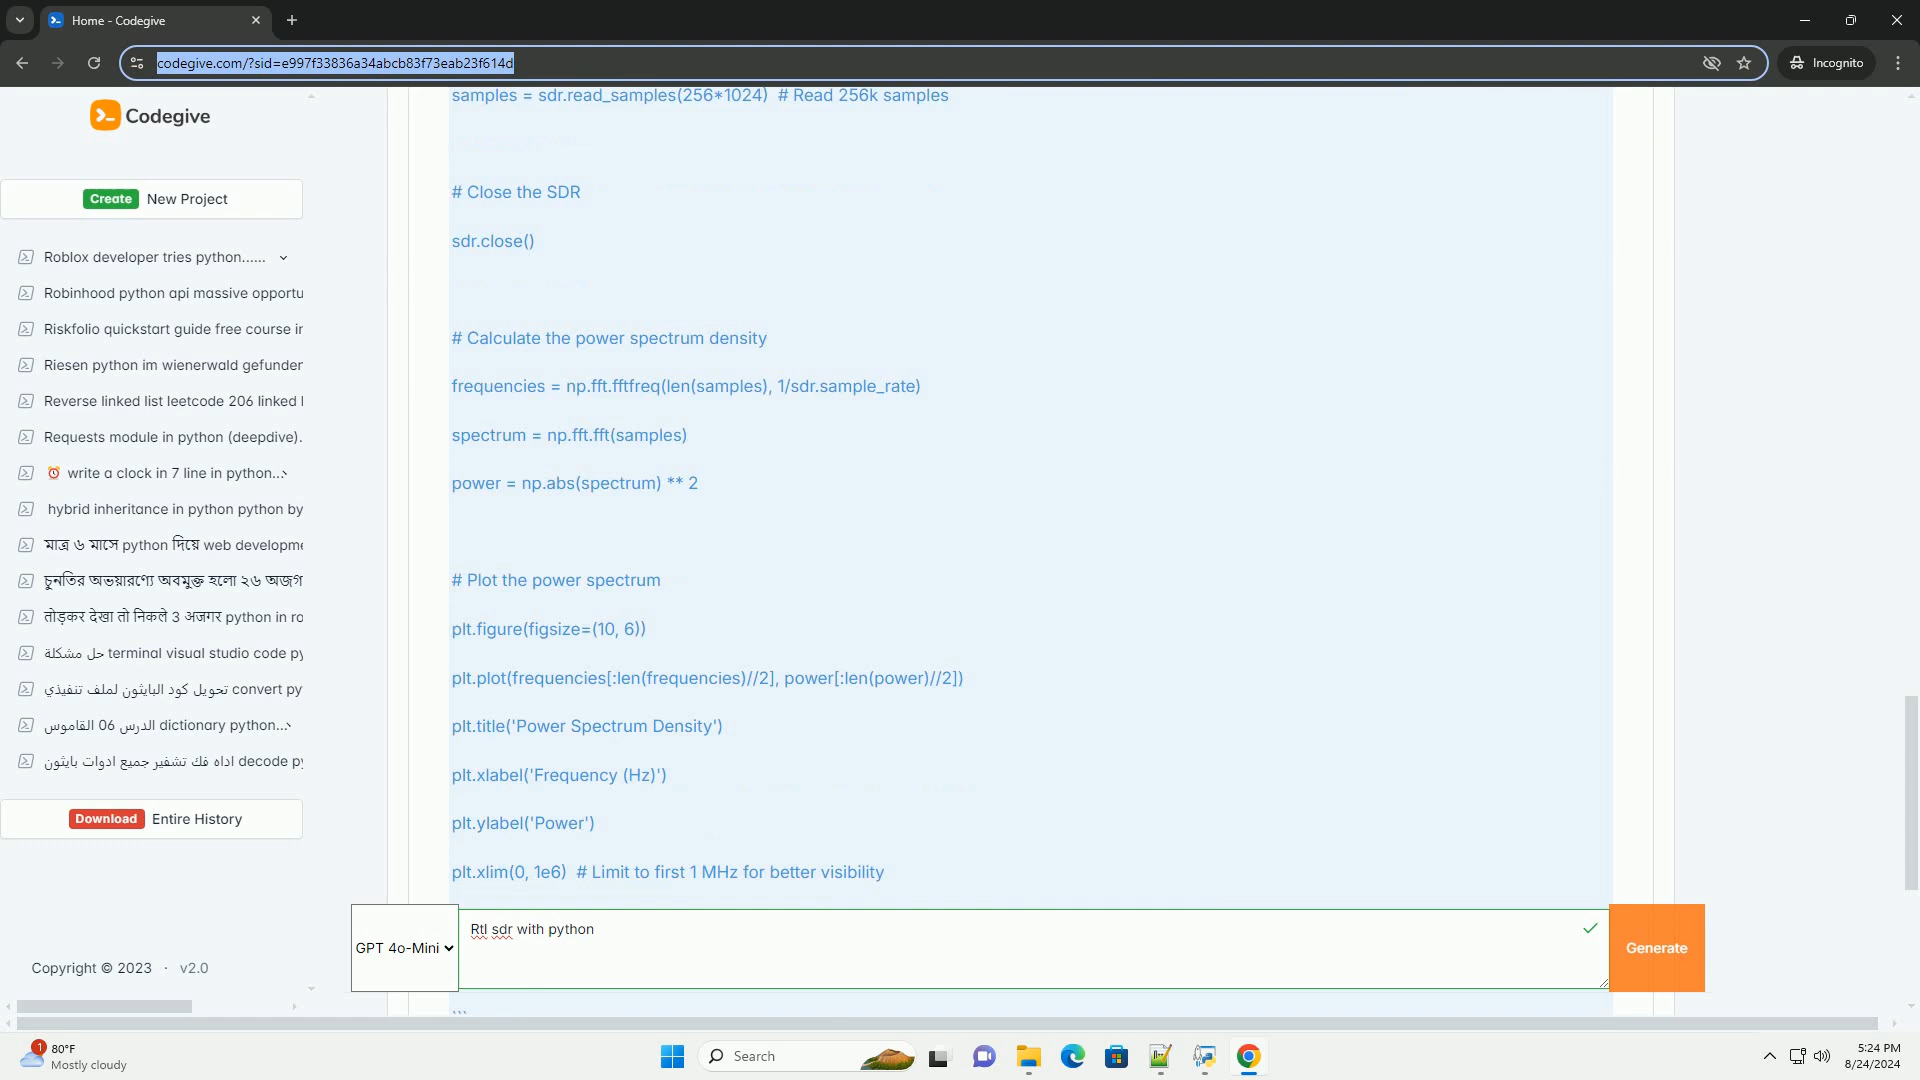 Home - Codegive
codegive.com/?sid=e997f33836a34abcb83f73eab23f614d
Incognito
Codegive
Create New Project
Roblox developer tries python......
Robinhood python api massive opportu
Riskfolio quickstart guide free course in
Riesen python im wienerwald gefunden
Reverse linked list leetcode 206 linked l
Requests module in python (deepdive).
⏰ write a clock in 7 line in python...
hybrid inheritance in python python by
মাত্র ৬ মাসে python দিয়ে web developme
চুনতির অভয়ারণ্যে অবমুক্ত হলো ২৬ অজগ
तोड़कर देखा तो निकले 3 अजगर python in ro
حل مشكلة terminal visual studio code py
تحويل كود البايثون لملف تنفيذي convert py
الدرس 06 القاموس dictionary python...
اداه فك تشفير جميع ادوات بايثون decode py
Download Entire History
Copyright © 2023 · v2.0
samples = sdr.read_samples(256*1024)  # Read 256k samples
# Close the SDR
sdr.close()
# Calculate the power spectrum density
frequencies = np.fft.fftfreq(len(samples), 1/sdr.sample_rate)
spectrum = np.fft.fft(samples)
power = np.abs(spectrum) ** 2
# Plot the power spectrum
plt.figure(figsize=(10, 6))
plt.plot(frequencies[:len(frequencies)//2], power[:len(power)//2])
plt.title('Power Spectrum Density')
plt.xlabel('Frequency (Hz)')
plt.ylabel('Power')
plt.xlim(0, 1e6)  # Limit to first 1 MHz for better visibility
GPT 4o-Mini
Rtl sdr with python
Generate
```
1
80°F
Mostly cloudy
Search
5:24 PM
8/24/2024